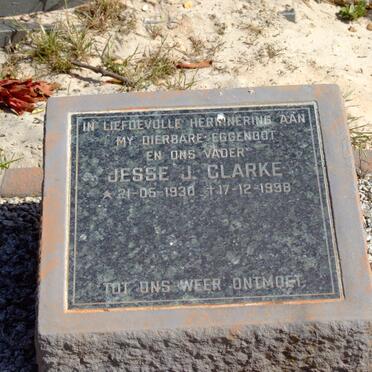 IN LIEFDEVOLLE HERINNERING AAN
MY DIERBARE EGGENOOT
EN ONS VADER
JESSE J. CLARKE
* 21-05-1930 †17-12-1998
TOT ONS WEER ONTMOET